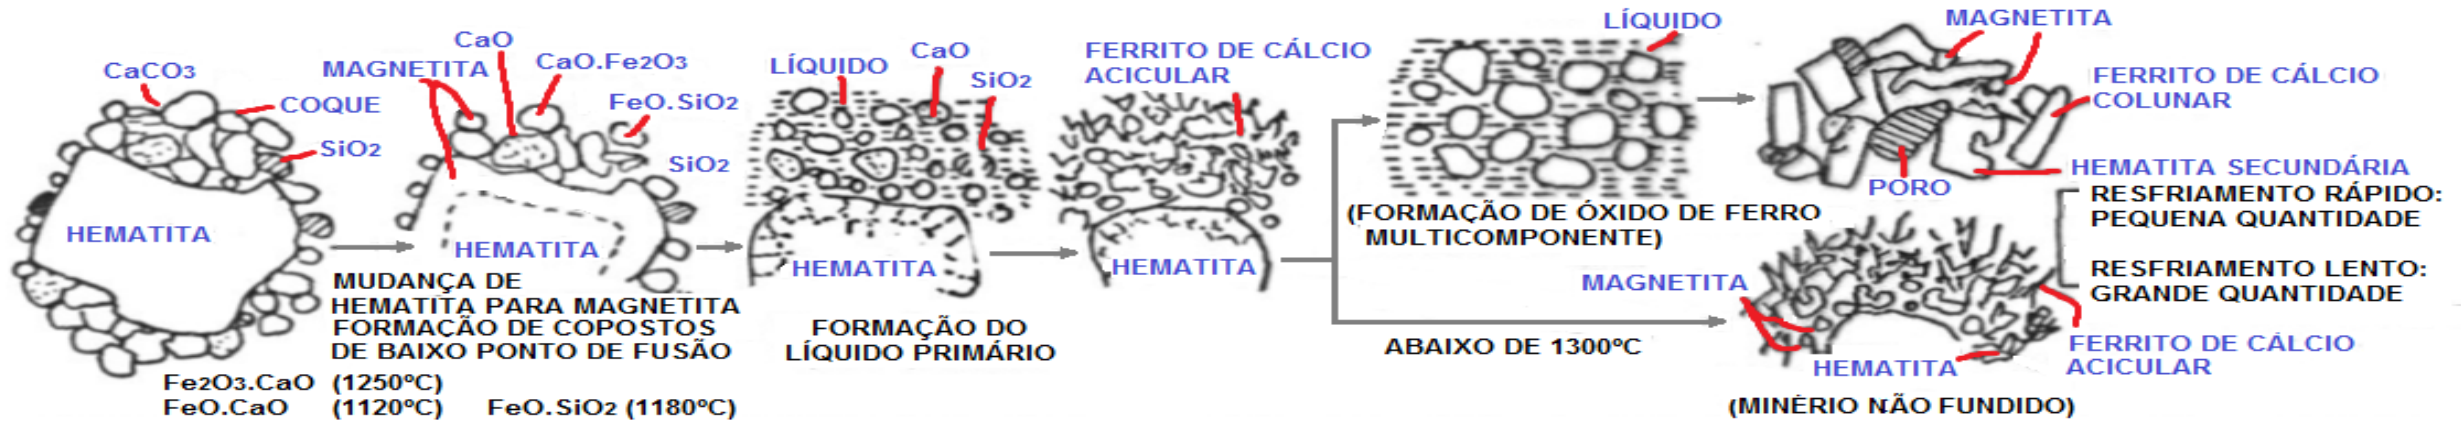 CaCO3
COQUE
SiO2
HEMATITA
MAGNETITA
CaO
CaO.Fe2O3
FeO.SiO2
SiO2
HEMATITA
MUDANÇA DE
HEMATITA PARA MAGNETITA
FORMAÇÃO DE COPOSTOS
DE BAIXO PONTO DE FUSÃO
Fe2O3.CaO (1250ºC)
FeO.CaO (1120ºC) FeO.SiO2 (1180ºC)
LÍQUIDO
CaO
SiO2
HEMATITA
FORMAÇÃO DO
LÍQUIDO PRIMÁRIO
FERRITO DE CÁLCIO
ACICULAR
HEMATITA
LÍQUIDO
(FORMAÇÃO DE ÓXIDO DE FERRO
MULTICOMPONENTE)
MAGNETITA
FERRITO DE CÁLCIO
COLUNAR
HEMATITA SECUNDÁRIA
PORO
RESFRIAMENTO RÁPIDO:
PEQUENA QUANTIDADE
RESFRIAMENTO LENTO:
GRANDE QUANTIDADE
ABAIXO DE 1300ºC
MAGNETITA
HEMATITA
FERRITO DE CÁLCIO
ACICULAR
(MINÉRIO NÃO FUNDIDO)